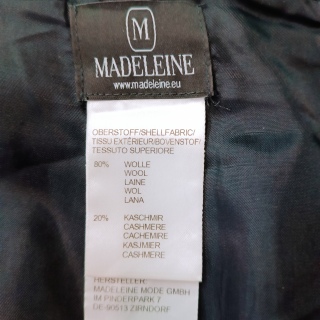 M
MADELEINE
www.madeleine.eu
OBERSTOFF/SHELLFABRIC/
TISSU EXTÉRIEUR/BOVENSTOF/
TESSUTO SUPERIORE
80% WOLLE
WOOL
LAINE
WOL
LANA
20% KASCHMIR
CASHMERE
CACHEMIRE
KASJMIER
CASHMERE
HERSTELLER
MADELEINE MODE GMBH
IM PINDERPARK 7
DE-90513 ZIRNDORF